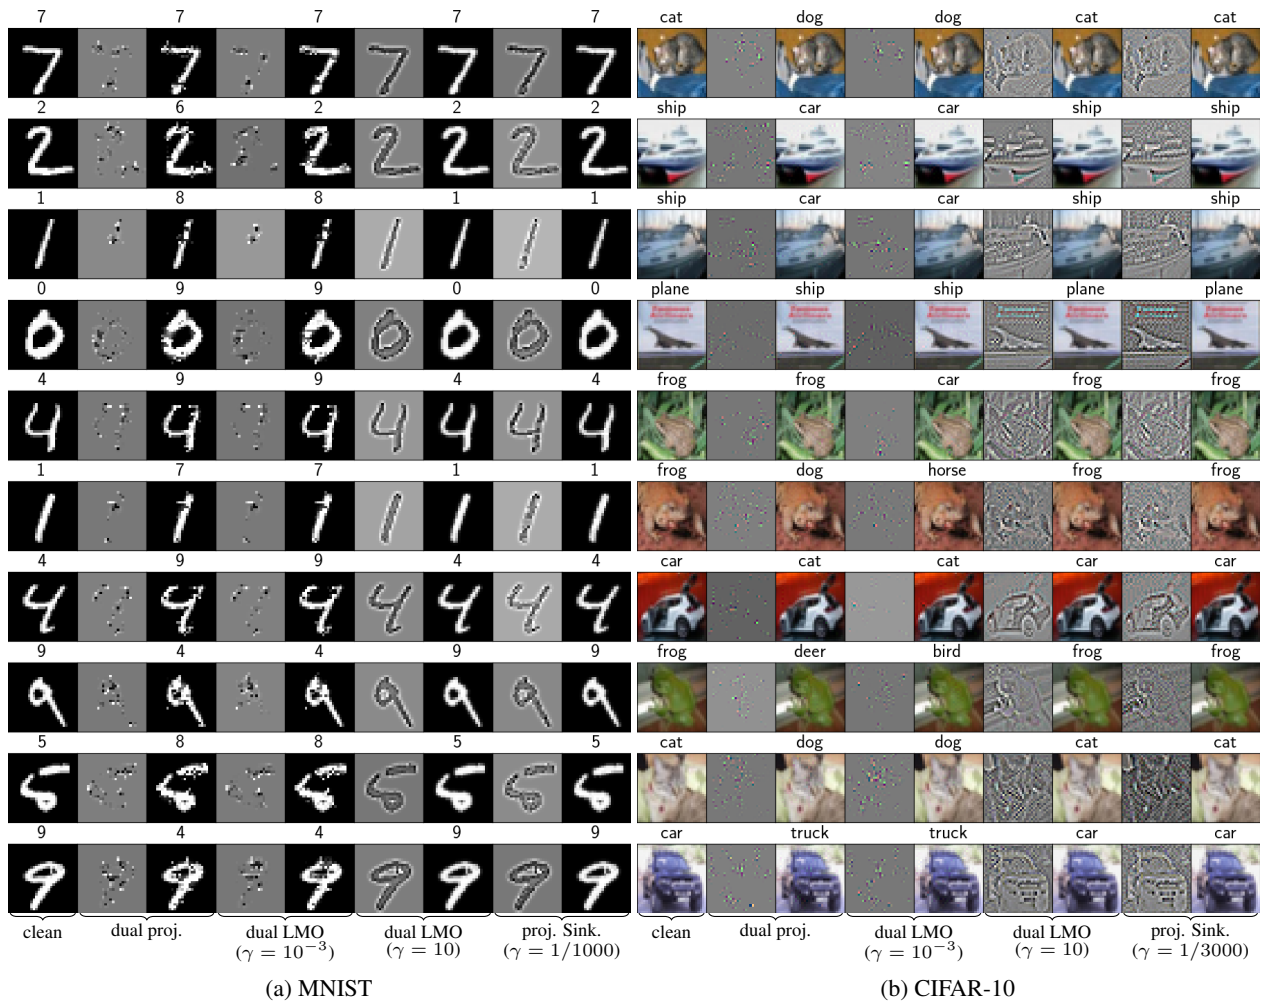 7 7 7 7 7 cat dog dog cat cat
2 6 2 2 2 ship car car ship ship
1 8 8 1 1 ship car car ship ship
0 9 9 0 0 plane ship ship plane plane
4 9 9 4 4 frog frog car frog frog
1 7 7 1 1 frog dog horse frog frog
4 9 9 4 4 car cat cat car car
9 4 4 9 9 frog deer bird frog frog
5 8 8 5 5 cat dog dog cat cat
9 4 4 9 9 car truck truck car car
clean dual proj. dual LMO dual LMO proj. Sink. clean dual proj. dual LMO dual LMO proj. Sink.
(γ = 10⁻³) (γ = 10) (γ = 1/1000) (γ = 10⁻³) (γ = 10) (γ = 1/3000)
(a) MNIST (b) CIFAR-10